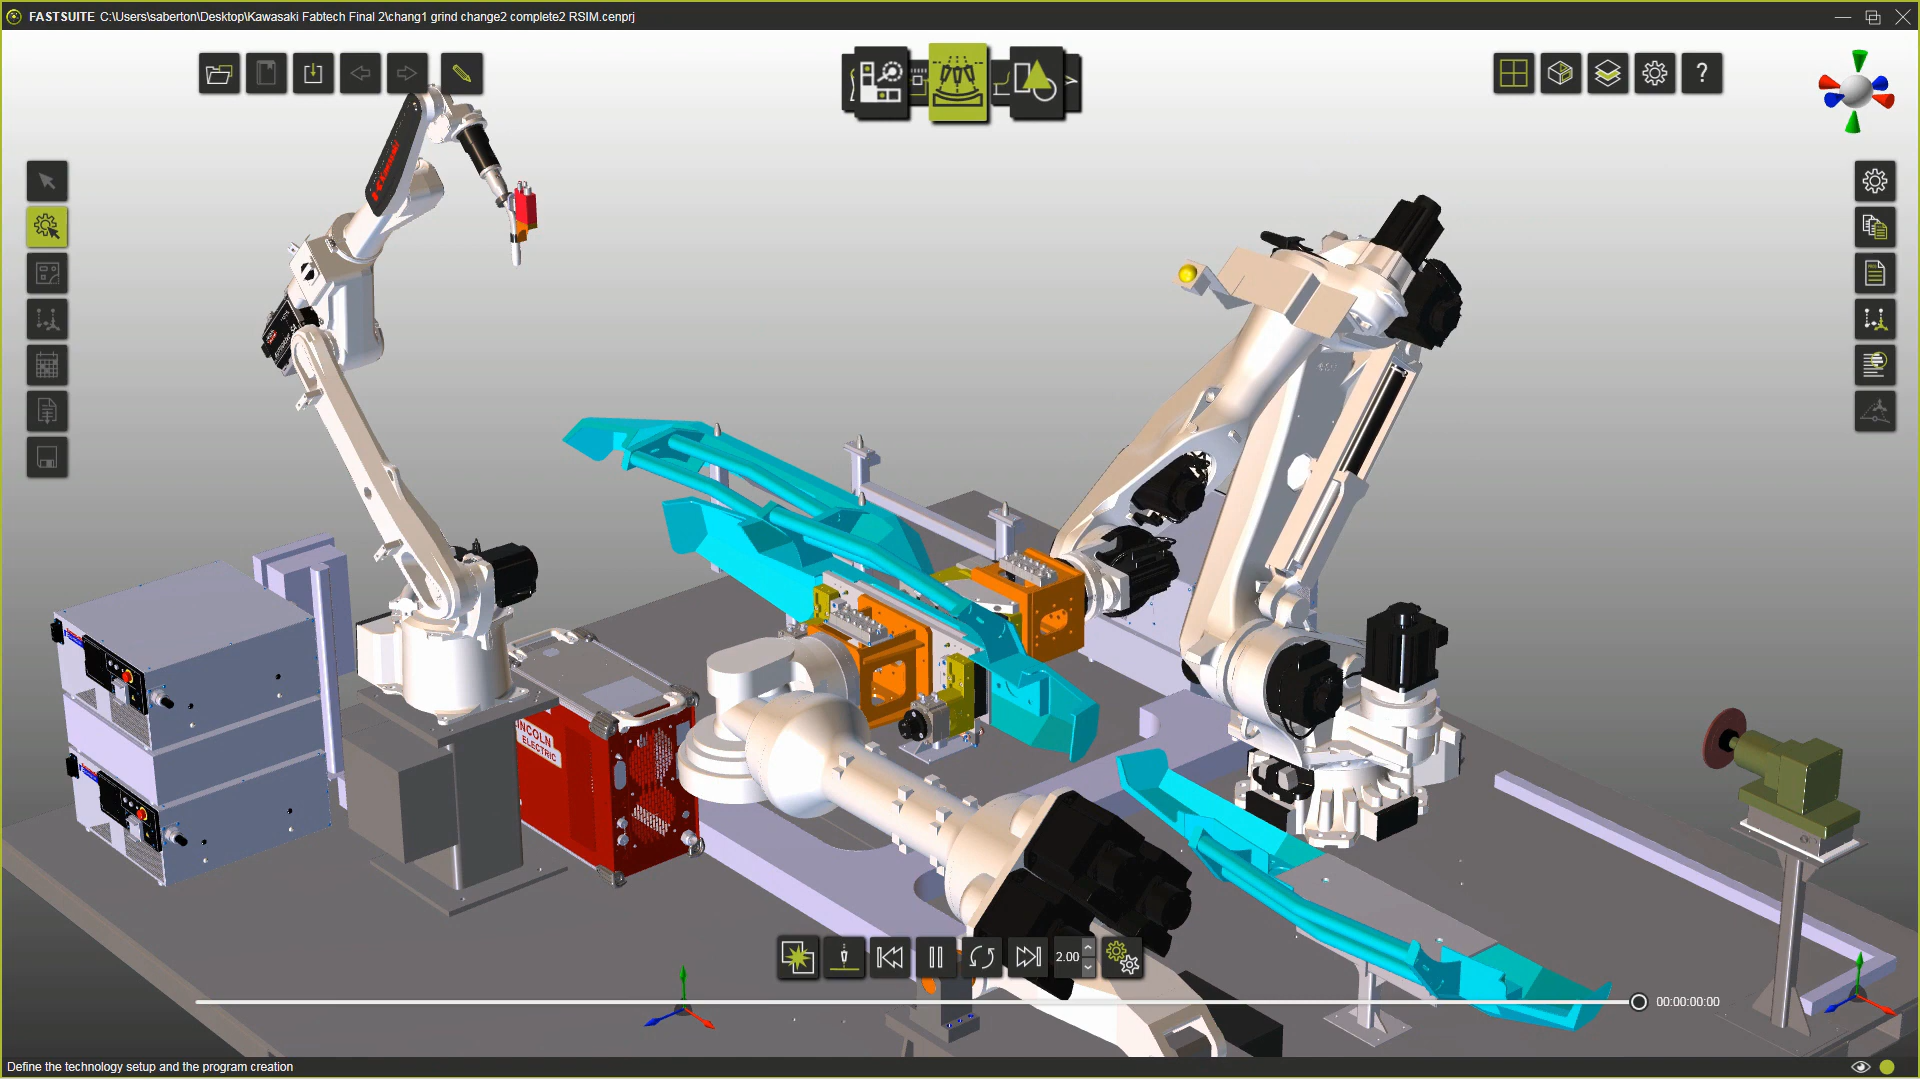 FASTSUITE C:\Users\saberton\Desktop\Kawasaki Fabtech Final 2\chang1 grind change2 complete2 RSIM.cenprj
?
Kawasaki
LINCOLN
ELECTRIC
2.00
00:00:00:00
Define the technology setup and the program creation